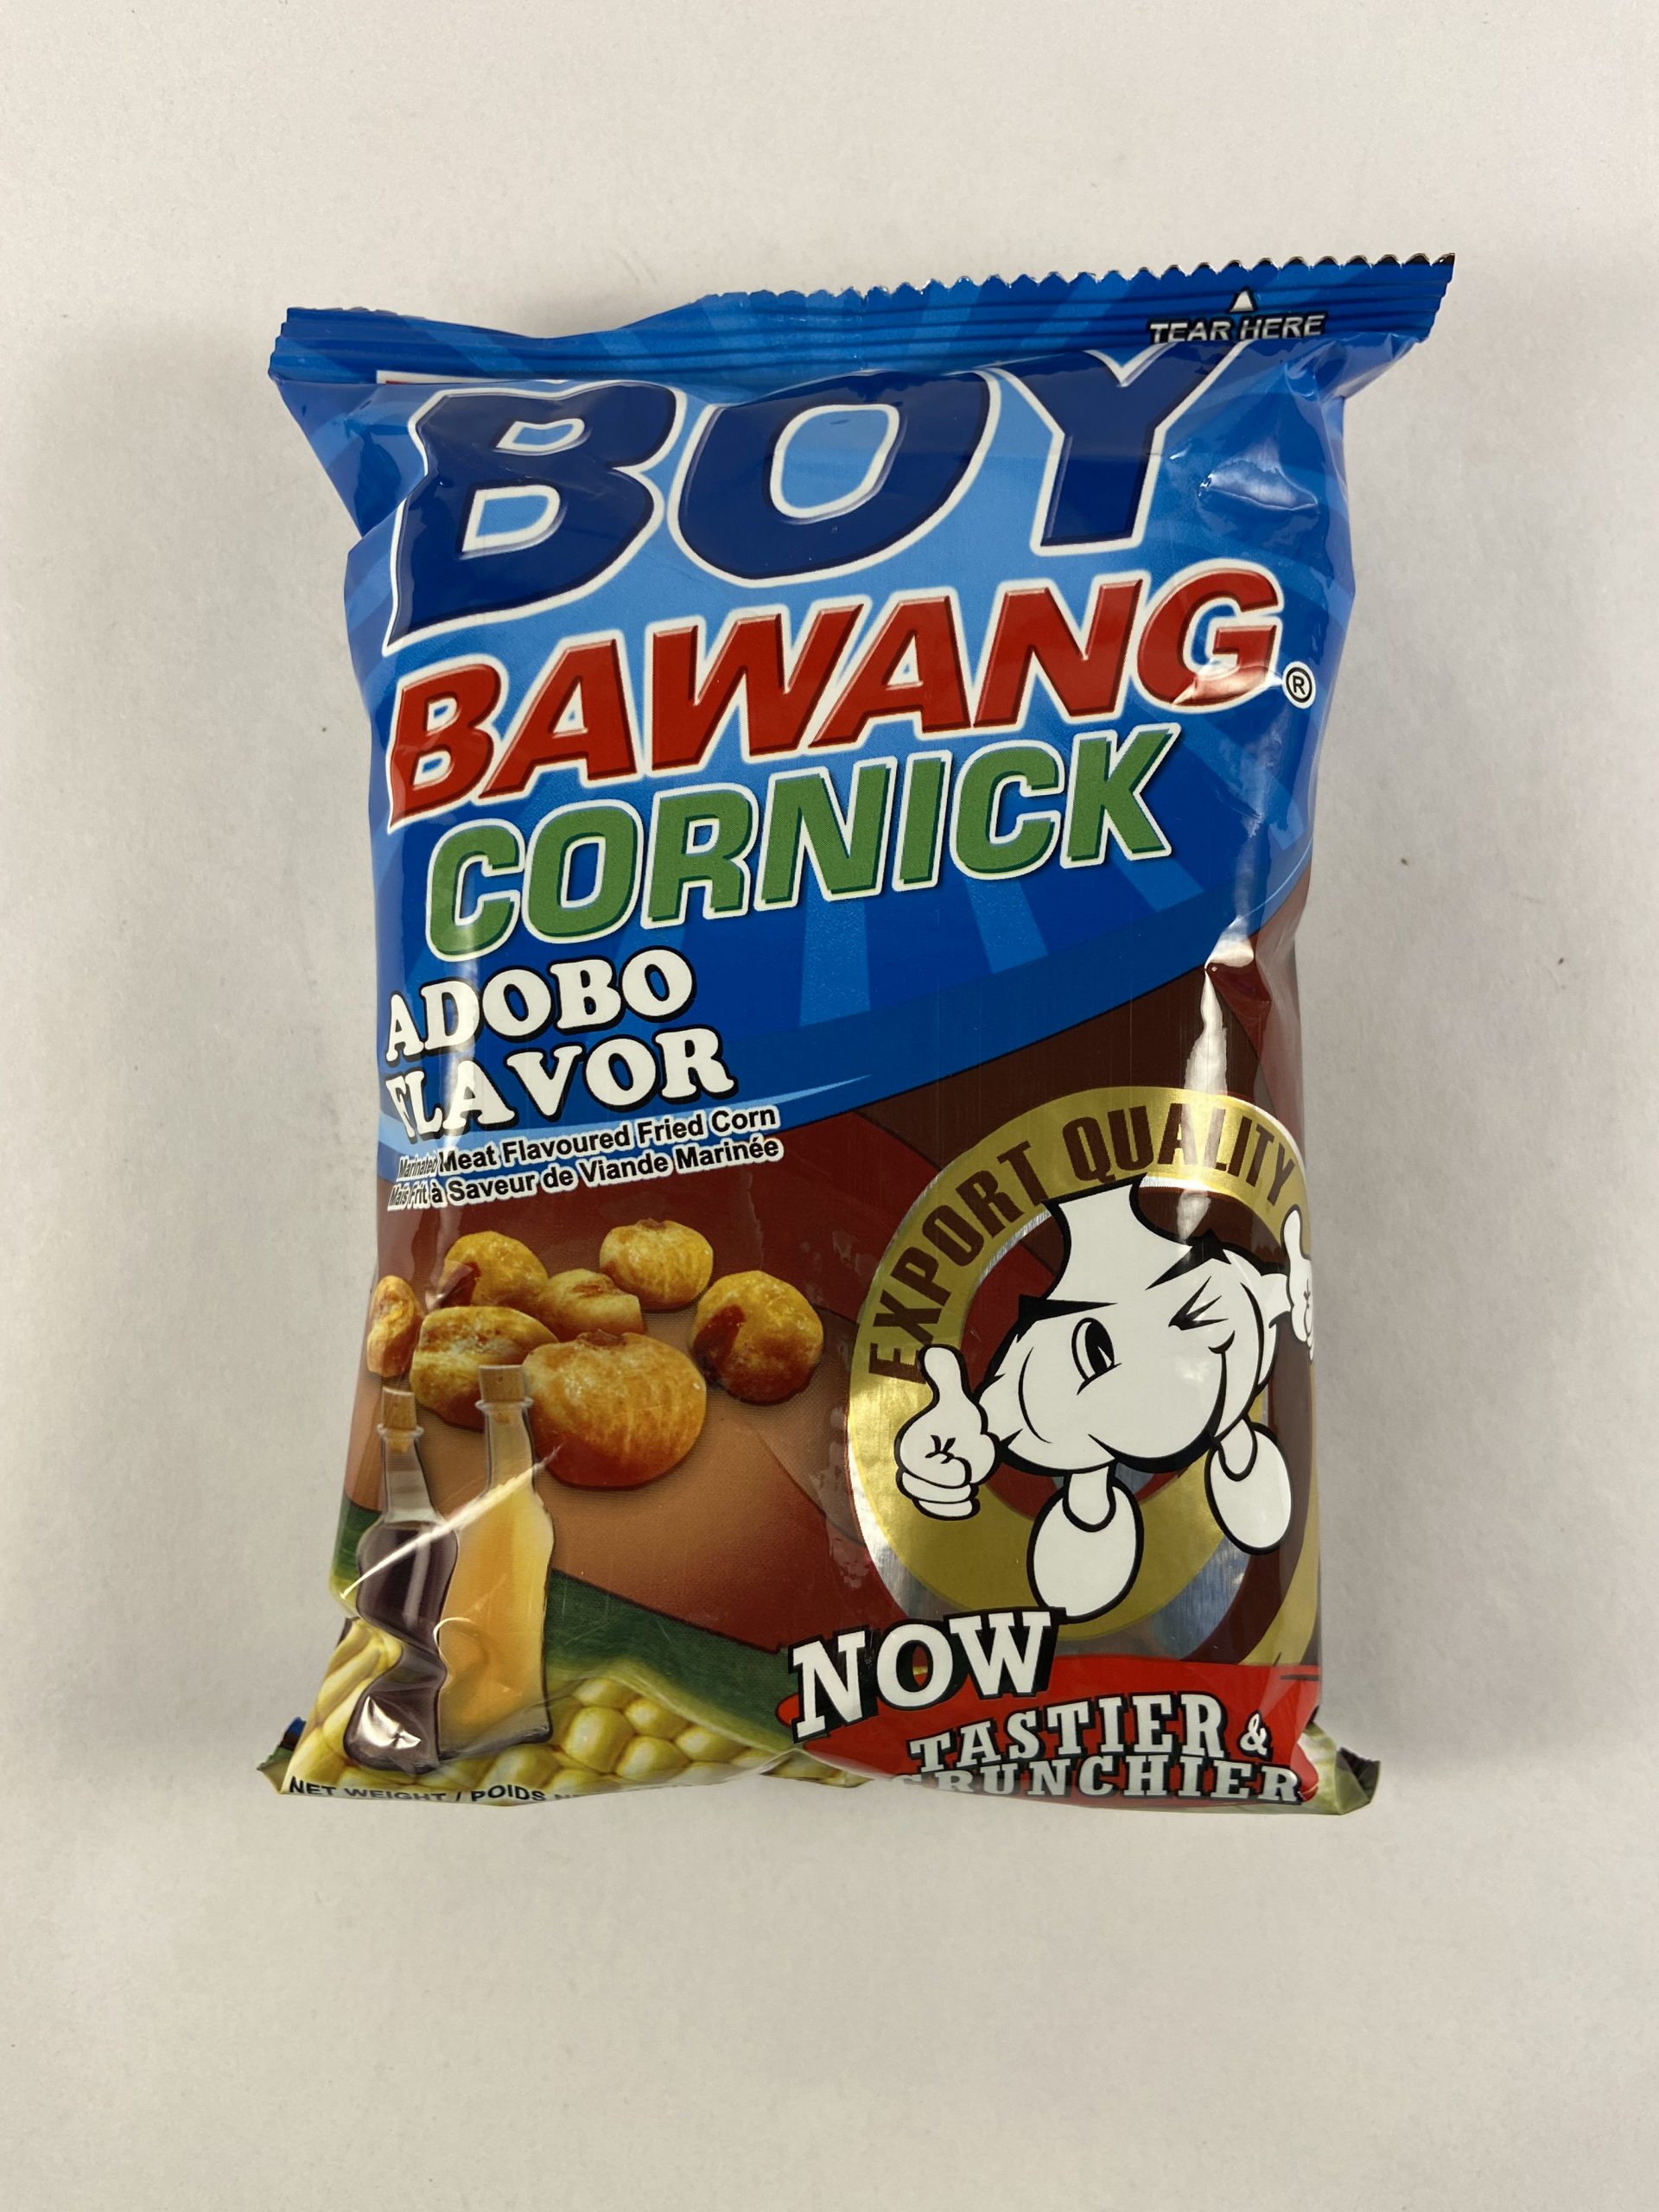 TEAR HERE
BOY
BAWANG®
CORNICK
ADOBO
FLAVOR
Marinated Meat Flavoured Fried Corn
Maïs Frit à Saveur de Viande Marinée
EXPORT QUALITY
NOW
TASTIER &
CRUNCHIER
NET WEIGHT / POIDS